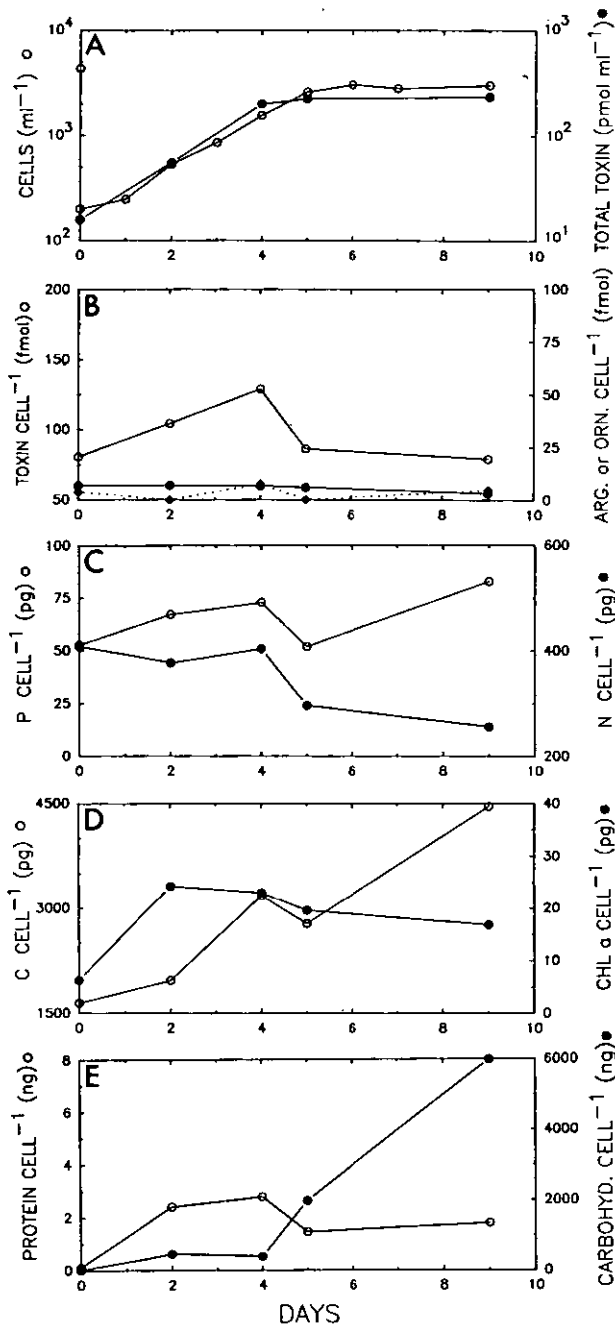 A
CELLS (ml⁻¹) ○
10⁴
10³
10²
TOTAL TOXIN (pmol ml⁻¹) ●
10³
10²
10¹
0 2 4 6 8 10
B
TOXIN CELL⁻¹ (fmol) ○
200
150
125
100
75
50
ARG. or ORN. CELL⁻¹ (fmol)
100
75
50
25
0
0 2 4 6 8 10
C
P CELL⁻¹ (pg) ○
100
75
50
25
0
N CELL⁻¹ (pg) ●
600
400
200
0 2 4 6 8 10
D
C CELL⁻¹ (pg) ○
4500
3000
1500
CHL a CELL⁻¹ (pg) ●
40
30
20
10
0
0 2 4 6 8 10
E
PROTEIN CELL⁻¹ (ng) ○
8
6
4
2
0
CARBOHYD. CELL⁻¹ (ng) ●
6000
4000
2000
0
0 2 4 6 8 10
DAYS